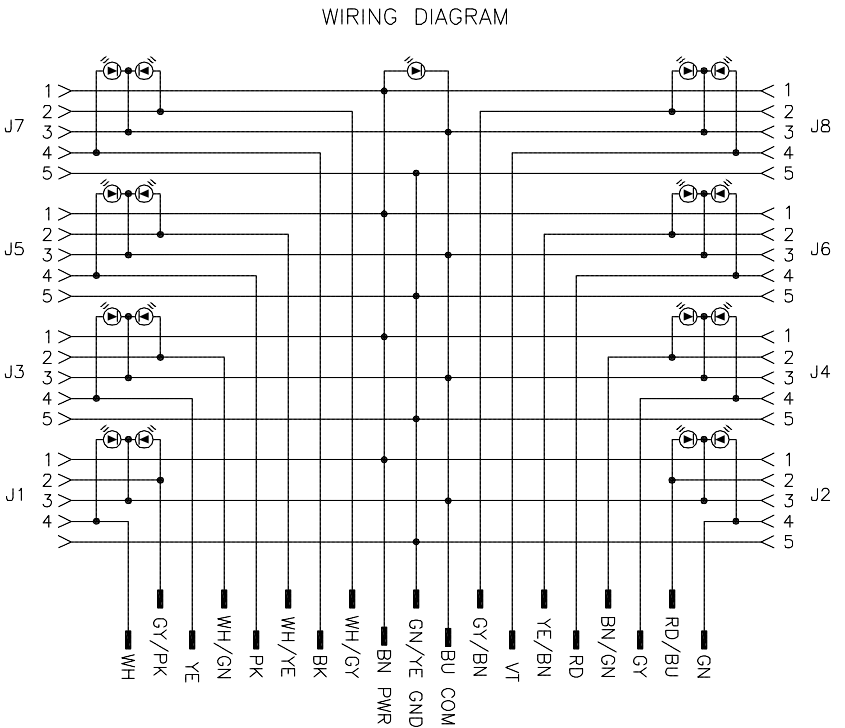 WIRING DIAGRAM
1 1
2 2
J7 3 3 J8
4 4
5 5
1 1
2 2
J5 3 3 J6
4 4
5 5
1 1
2 2
J3 3 3 J4
4 4
5 5
1 1
2 2
J1 3 3 J2
4 4
5
WH
GY/PK
YE
WH/GN
PK
WH/YE
BK
WH/GY
BN PWR
GN/YE GND
BU COM
GY/BN
VT
YE/BN
RD
BN/GN
GY
RD/BU
GN